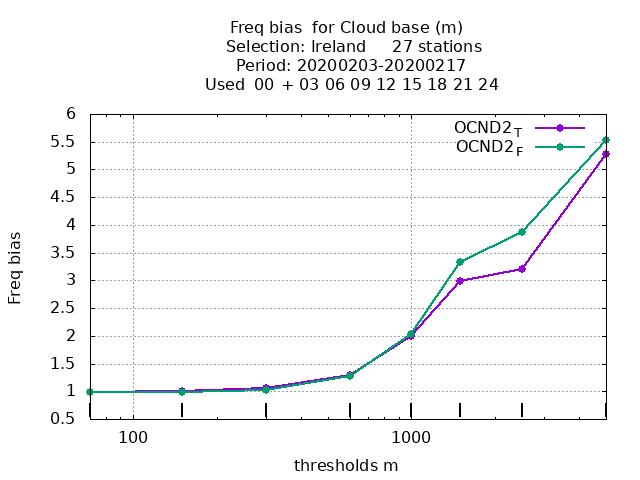 Freq bias  for Cloud base (m)
Selection: Ireland     27 stations
Period: 20200203-20200217
Used  00 + 03 06 09 12 15 18 21 24
6
5.5
5
4.5
4
3.5
3
2.5
2
1.5
1
0.5
Freq bias
OCND2T
OCND2F
100
1000
thresholds m